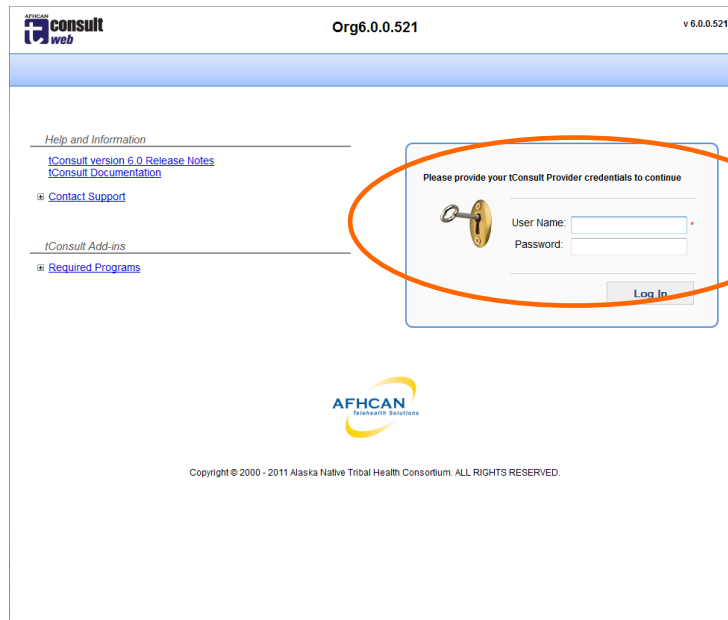 AFHCAN
tconsult
web
Org6.0.0.521
v 6.0.0.521
Help and Information
tConsult version 6.0 Release Notes
tConsult Documentation
Contact Support
tConsult Add-ins
Required Programs
Please provide your tConsult Provider credentials to continue
User Name: *
Password:
Log In
AFHCAN
Telehealth Solutions
Copyright © 2000 - 2011 Alaska Native Tribal Health Consortium. ALL RIGHTS RESERVED.